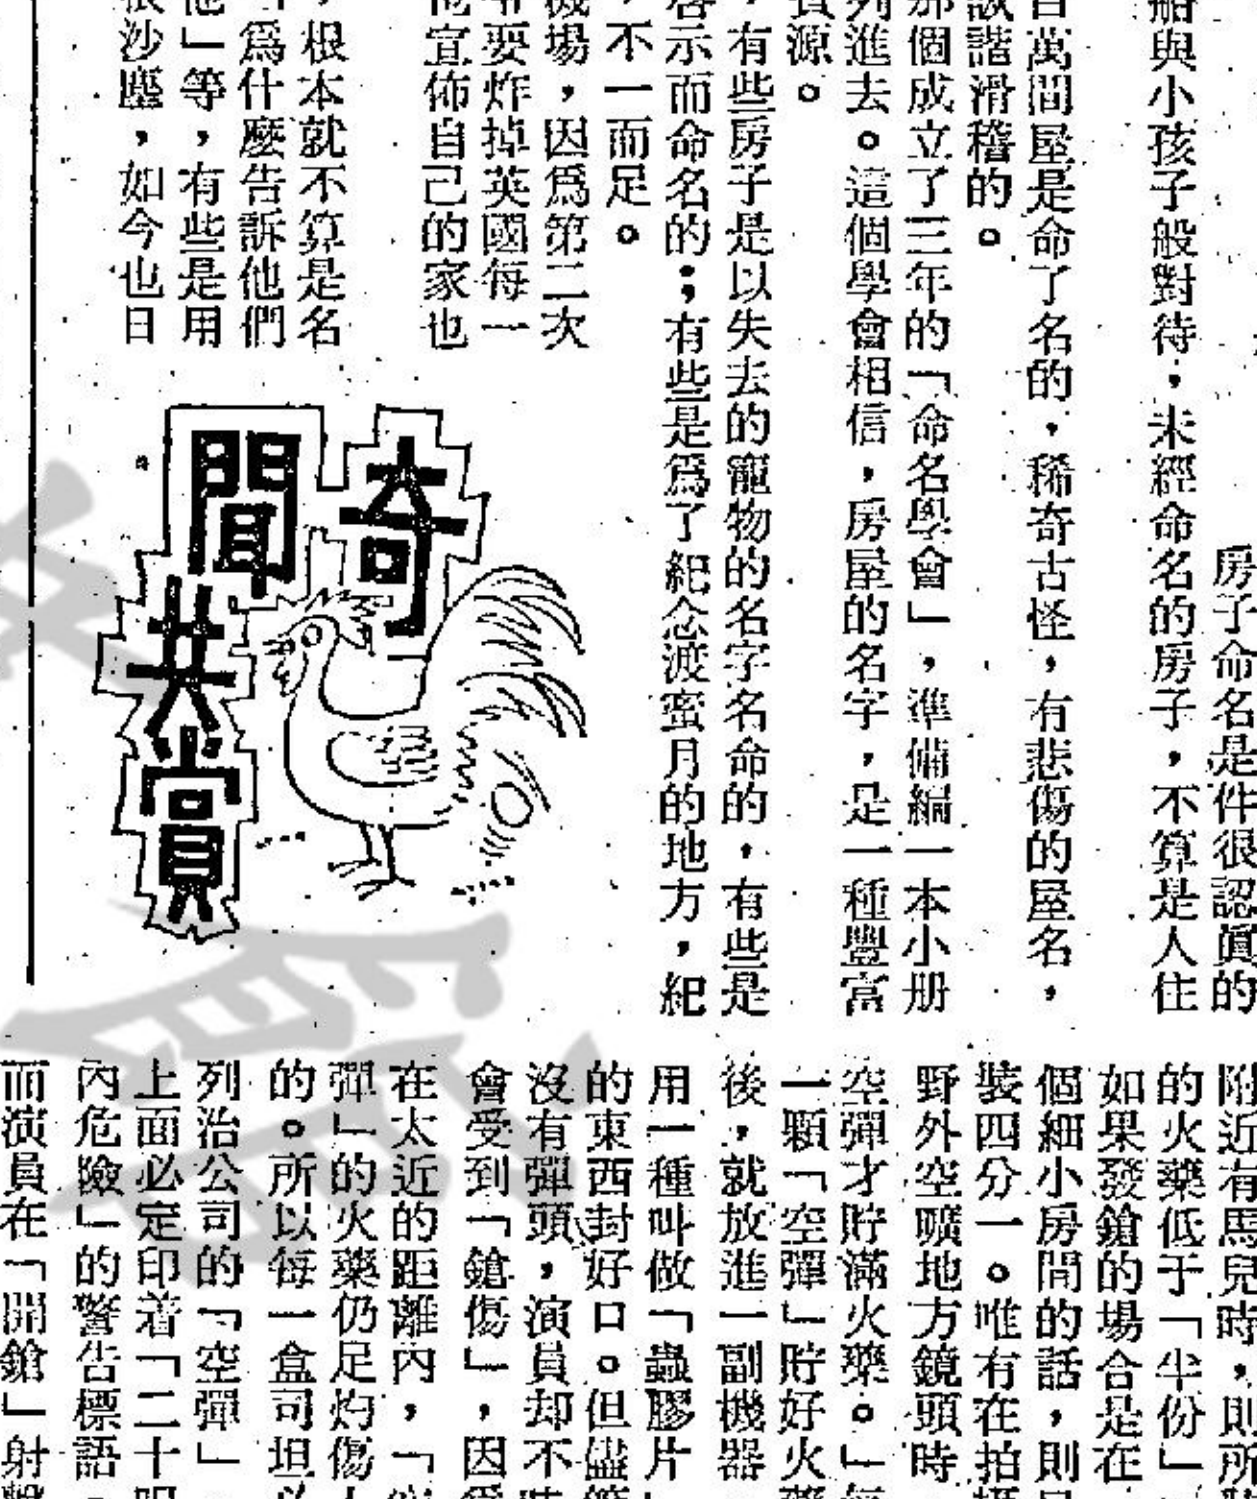 房子命名是件很認眞的
船與小孩子般對待，未經命名的房子，不算是人住
百萬間屋是命了名的，稀奇古怪，有悲傷的屋名，
詼諧滑稽的。
那個成立了三年的「命名學會」，準備編一本小册
列進去。這個學會相信，房屋的名字，是一種豐富
資源。
，有些房子是以失去的寵物的名字名命的，有些是
啓示而命名的；有些是爲了紀念渡蜜月的地方，紀
，不一而足。
機場，因爲第二次
要炸掉英國每一
宣佈自己的家也
，根本就不算是名
爲什麼告訴他們
他」等，有些是用
沙塵，如今也日
奇聞共賞
附近有馬兒時，則所
的火藥低于「半份」
如果發鎗的場合是在
個細小房間的話，則
裝四分一。唯有在拍
野外空曠地方鏡頭時
空彈才貯滿火藥。」每
一顆「空彈」貯好火藥
後，就放進一副機器
用一種叫做「蟲膠片
的東西封好口。但儘管
沒有彈頭，演員却不
會受到「鎗傷」，因爲
在太近的距離內，「
彈」的火藥仍足灼傷人
的。所以每一盒司坦
列治公司的「空彈」
上面必定印着「二十呎
內危險」的警告標語。
而演員在「開鎗」射擊